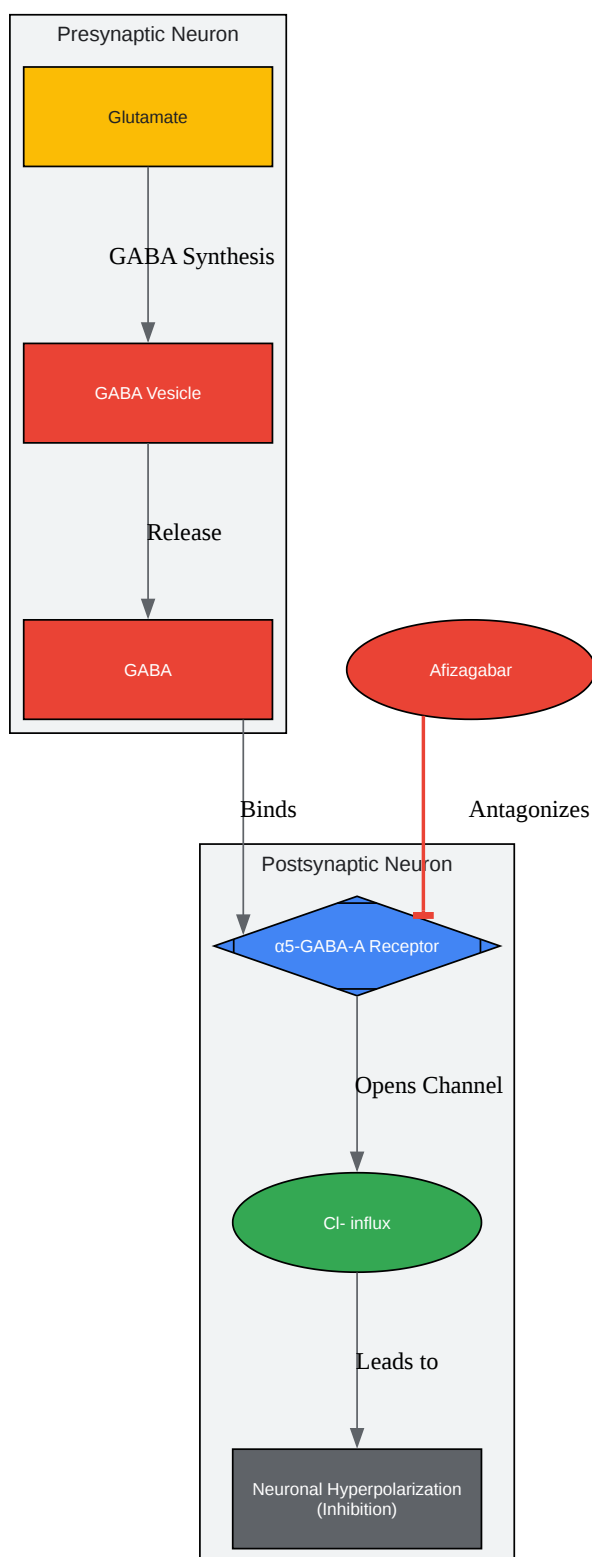 Presynaptic Neuron
Glutamate
GABA Synthesis
GABA Vesicle
Release
GABA
Afizagabar
Binds
Antagonizes
Postsynaptic Neuron
α5-GABA-A Receptor
Opens Channel
Cl- influx
Leads to
Neuronal Hyperpolarization
(Inhibition)